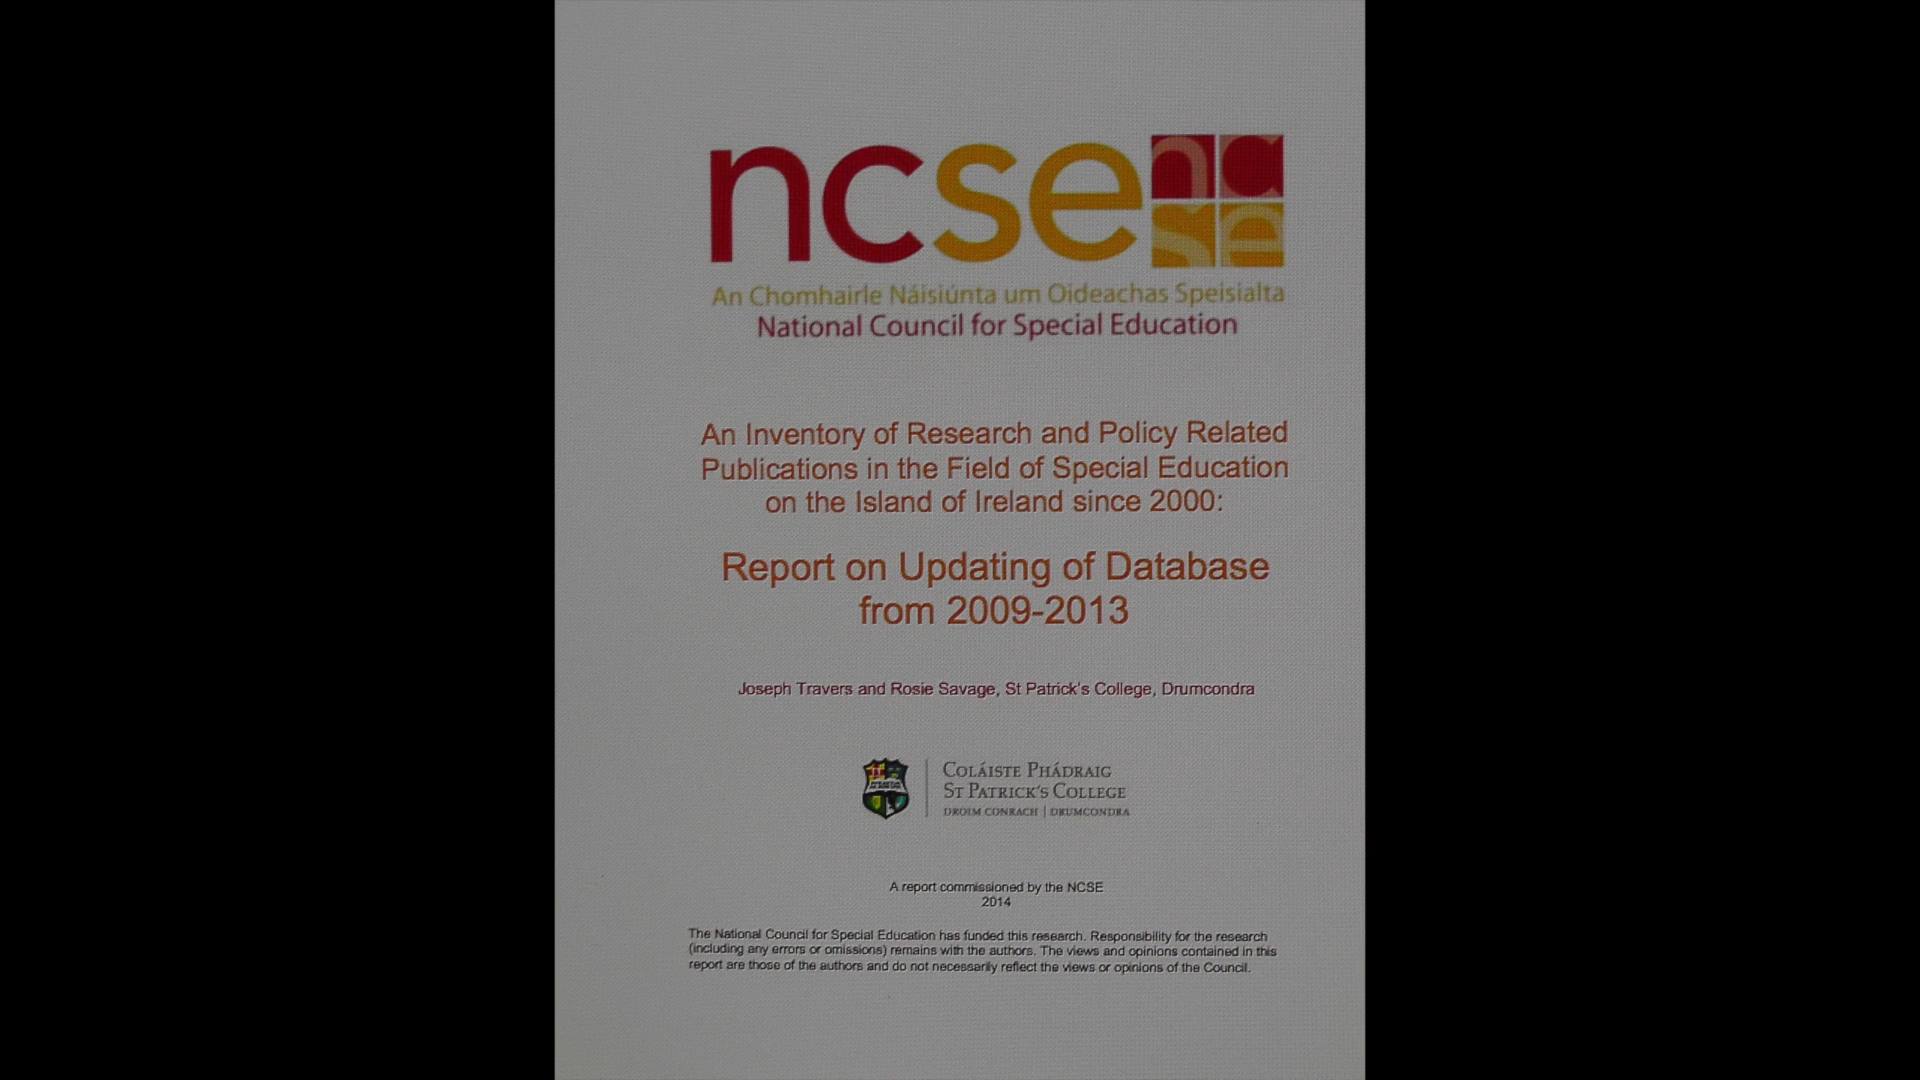 ncse nc
se
An Chomhairle Náisiúnta um Oideachas Speisialta
National Council for Special Education
An Inventory of Research and Policy Related
Publications in the Field of Special Education
on the Island of Ireland since 2000:
Report on Updating of Database
from 2009-2013
Joseph Travers and Rosie Savage, St Patrick's College, Drumcondra
COLÁISTE PHÁDRAIG
ST PATRICK'S COLLEGE
DROIM CONRACH | DRUMCONDRA
A report commissioned by the NCSE
2014
The National Council for Special Education has funded this research. Responsibility for the research
(including any errors or omissions) remains with the authors. The views and opinions contained in this
report are those of the authors and do not necessarily reflect the views or opinions of the Council.